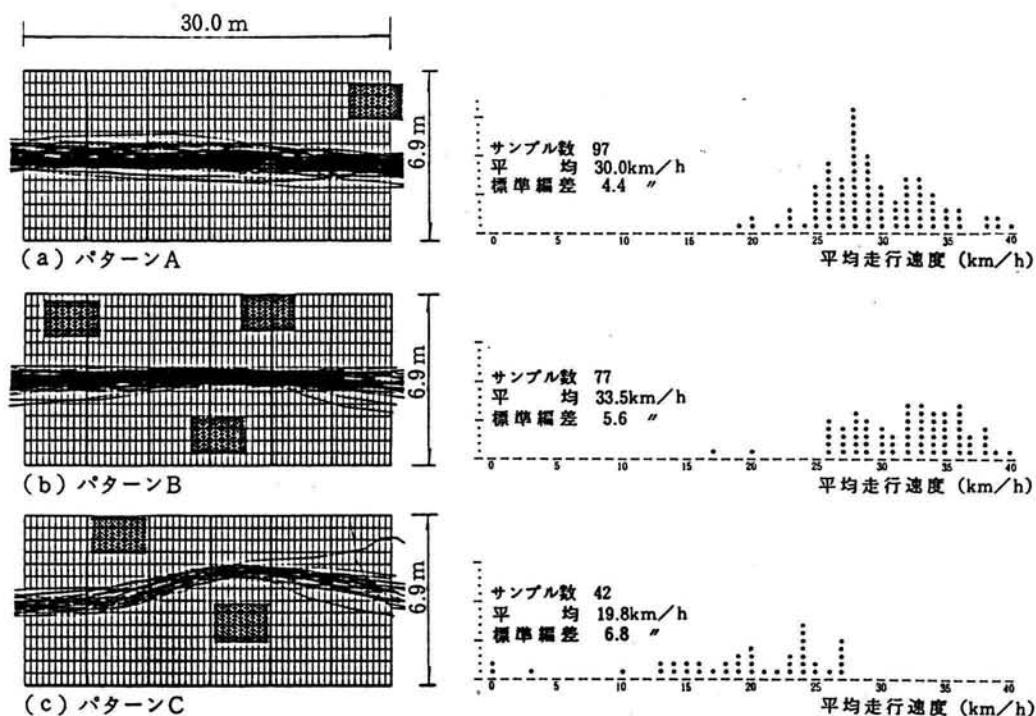 30.0 m
6.9 m
(a) パターンA
サンプル数 97
平 均 30.0km/h
標準編差 4.4 〃
0 5 10 15 20 25 30 35 40
平均走行速度 (km/h)
6.9 m
(b) パターンB
サンプル数 77
平 均 33.5km/h
標準編差 5.6 〃
0 5 10 15 20 25 30 35 40
平均走行速度 (km/h)
6.9 m
(c) パターンC
サンプル数 42
平 均 19.8km/h
標準編差 6.8 〃
0 5 10 15 20 25 30 35 40
平均走行速度 (km/h)